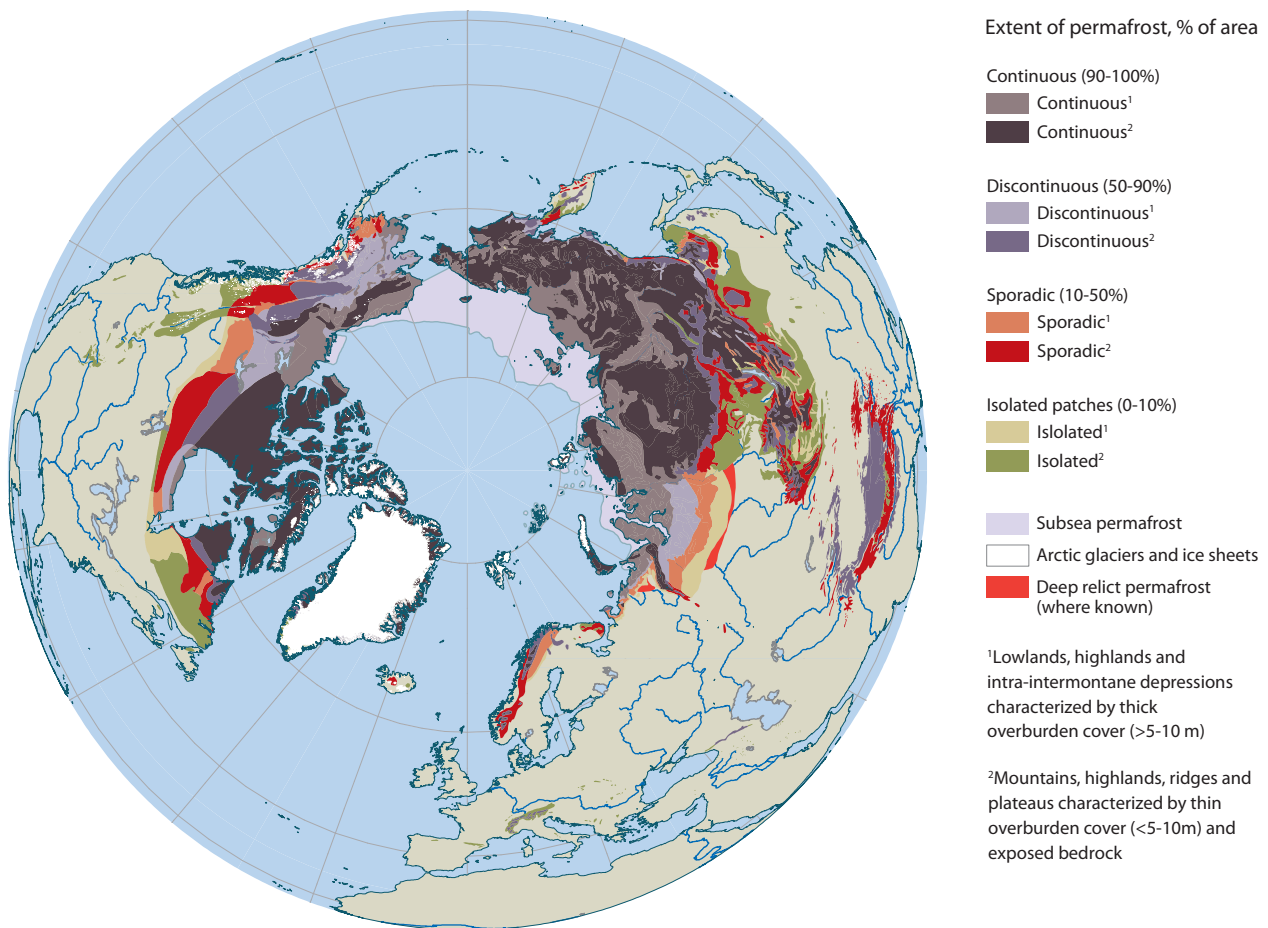 Extent of permafrost, % of area
Continuous (90-100%)
Continuous¹
Continuous²
Discontinuous (50-90%)
Discontinuous¹
Discontinuous²
Sporadic (10-50%)
Sporadic¹
Sporadic²
Isolated patches (0-10%)
Islolated¹
Isolated²
Subsea permafrost
Arctic glaciers and ice sheets
Deep relict permafrost
(where known)
¹Lowlands, highlands and
intra-intermontane depressions
characterized by thick
overburden cover (>5-10 m)
²Mountains, highlands, ridges and
plateaus characterized by thin
overburden cover (<5-10m) and
exposed bedrock